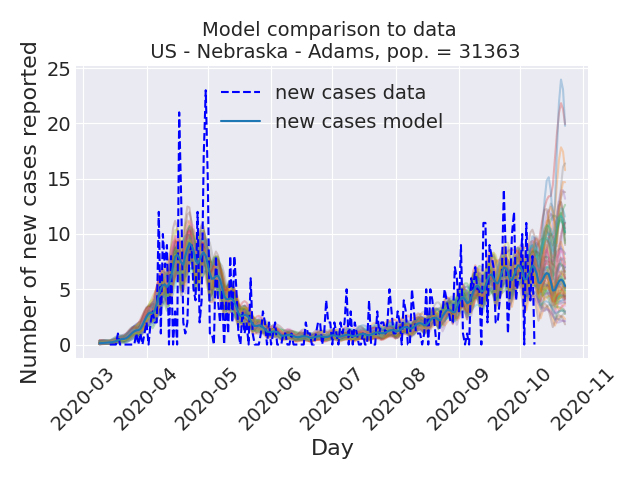 Model comparison to data
US - Nebraska - Adams, pop. = 31363
Number of new cases reported
25
20
15
10
5
0
new cases data
new cases model
2020-03
2020-04
2020-05
2020-06
2020-07
2020-08
2020-09
2020-10
2020-11
Day